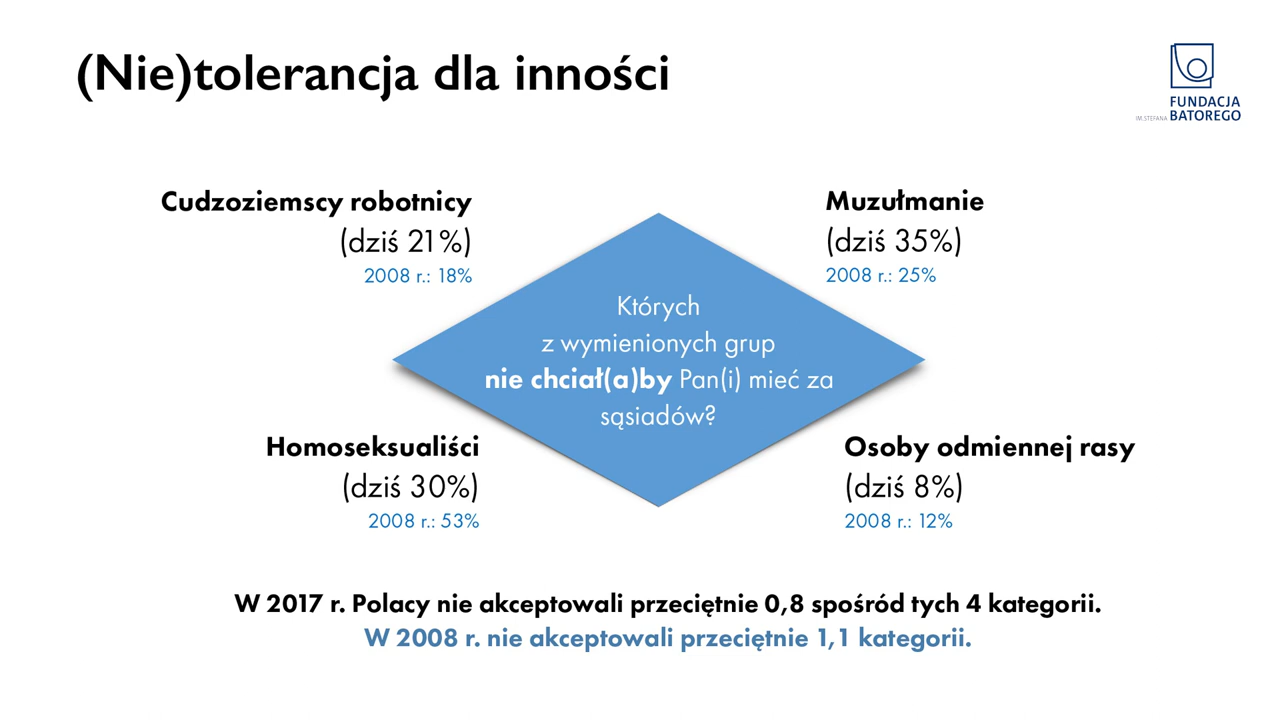 (Nie)tolerancja dla inności
IM. STEFANA
FUNDACJA
BATOREGO
Cudzoziemscy robotnicy
(dziś 21%)
2008 r.: 18%
Muzułmanie
(dziś 35%)
2008 r.: 25%
Których
z wymienionych grup
nie chciał(a)by Pan(i) mieć za
sąsiadów?
Homoseksualiści
(dziś 30%)
2008 r.: 53%
Osoby odmiennej rasy
(dziś 8%)
2008 r.: 12%
W 2017 r. Polacy nie akceptowali przeciętnie 0,8 spośród tych 4 kategorii.
W 2008 r. nie akceptowali przeciętnie 1,1 kategorii.